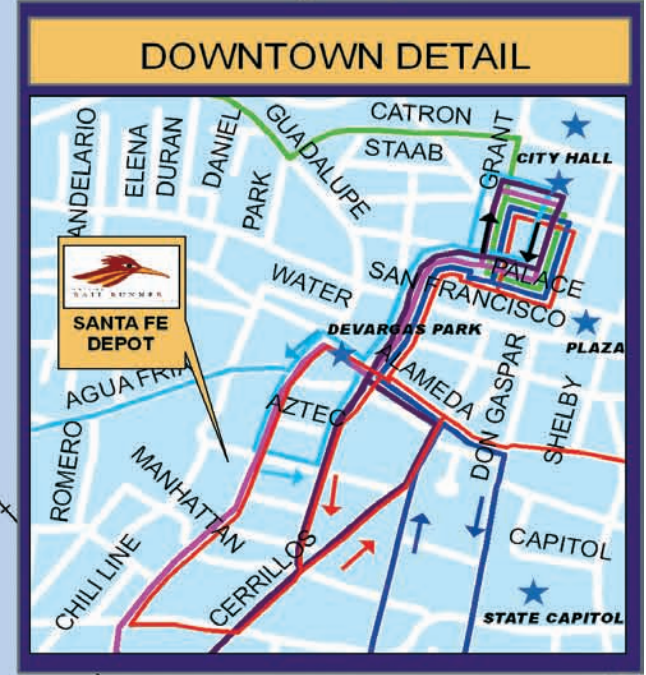 DOWNTOWN DETAIL
CATRON
STAAB
GUADALUPE
GRANT
CITY HALL
ANDELARIO
ELENA
DURAN
DANIEL
PARK
RAIL RUNNER
SANTA FE
DEPOT
WATER
SAN FRANCISCO
PALACE
DEVARGAS PARK
PLAZA
AGUA FRIA
AZTEC
ALAMEDA
DON GASPAR
SHELBY
ROMERO
MANHATTAN
CHILI LINE
CERRILLOS
CAPITOL
STATE CAPITOL